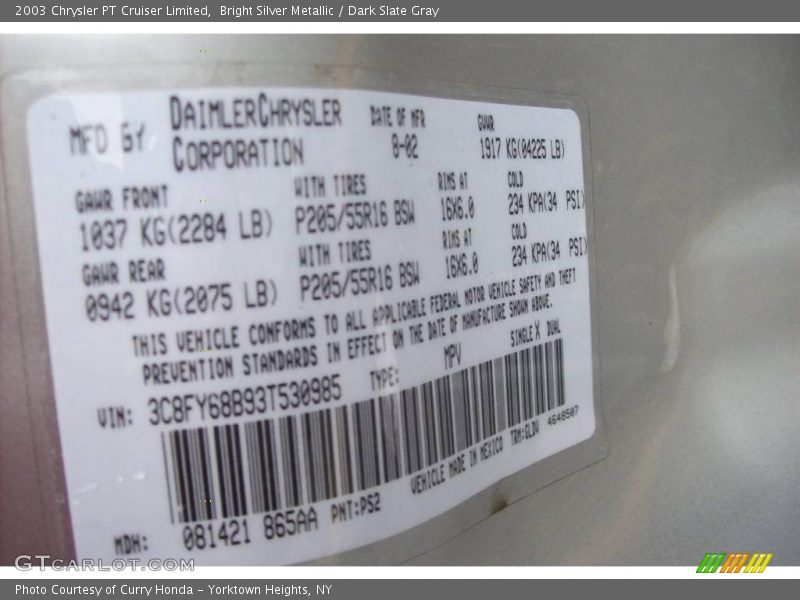 2003 Chrysler PT Cruiser Limited,  Bright Silver Metallic / Dark Slate Gray
MFD BY DAIMLERCHRYSLER CORPORATION DATE OF MFR 8-02 GVWR 1917 KG(04225 LB)
GAWR FRONT WITH TIRES RIMS AT COLD
1037 KG(2284 LB) P205/55R16 BSW 16X6.0 234 KPA(34 PSI)
GAWR REAR WITH TIRES RIMS AT COLD
0942 KG(2075 LB) P205/55R16 BSW 16X6.0 234 KPA(34 PSI)
THIS VEHICLE CONFORMS TO ALL APPLICABLE FEDERAL MOTOR VEHICLE SAFETY AND THEFT
PREVENTION STANDARDS IN EFFECT ON THE DATE OF MANUFACTURE SHOWN ABOVE.
VIN: 3C8FY68B93T530985 TYPE: MPV SINGLE X DUAL
MDH: 081421 865AA PNT:PS2 VEHICLE MADE IN MEXICO TRM:GLDV 4648507
GTCarLot.com
Photo Courtesy of Curry Honda - Yorktown Heights, NY